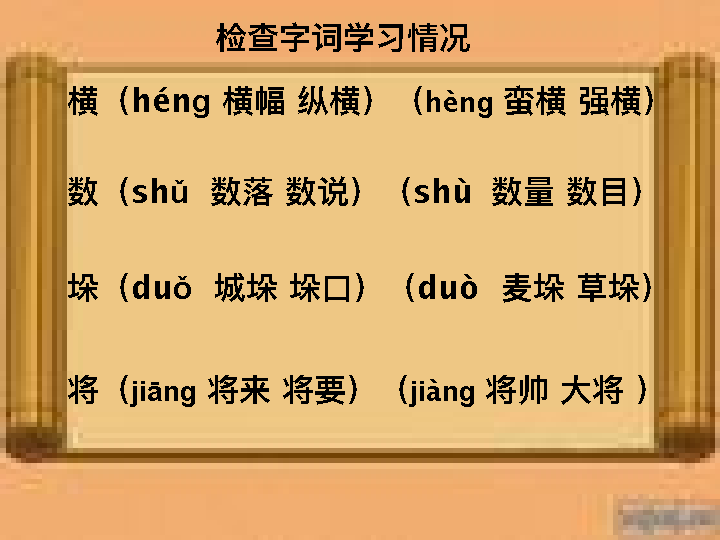 检查字词学习情况
横（héng 横幅 纵横）（hèng 蛮横 强横）
数（shǔ 数落 数说）（shù 数量 数目）
垛（duǒ 城垛 垛口）（duò 麦垛 草垛）
将（jiāng 将来 将要）（jiàng 将帅 大将 ）